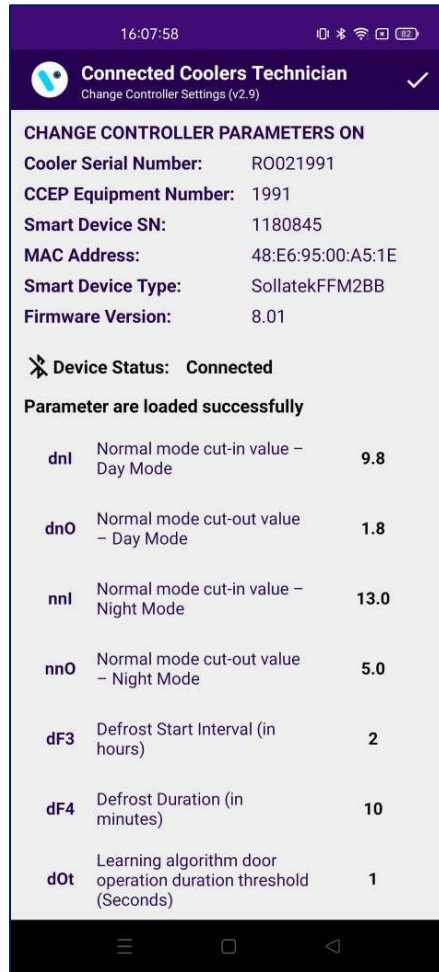 16:07:58
82
Connected Coolers Technician
Change Controller Settings (v2.9)
CHANGE CONTROLLER PARAMETERS ON
Cooler Serial Number: RO021991
CCEP Equipment Number: 1991
Smart Device SN: 1180845
MAC Address: 48:E6:95:00:A5:1E
Smart Device Type: SollatekFFM2BB
Firmware Version: 8.01
Device Status: Connected
Parameter are loaded successfully
dnI Normal mode cut-in value – 9.8
Day Mode
dnO Normal mode cut-out value 1.8
– Day Mode
nnI Normal mode cut-in value – 13.0
Night Mode
nnO Normal mode cut-out value 5.0
– Night Mode
dF3 Defrost Start Interval (in 2
hours)
dF4 Defrost Duration (in 10
minutes)
Learning algorithm door
dOt operation duration threshold 1
(Seconds)